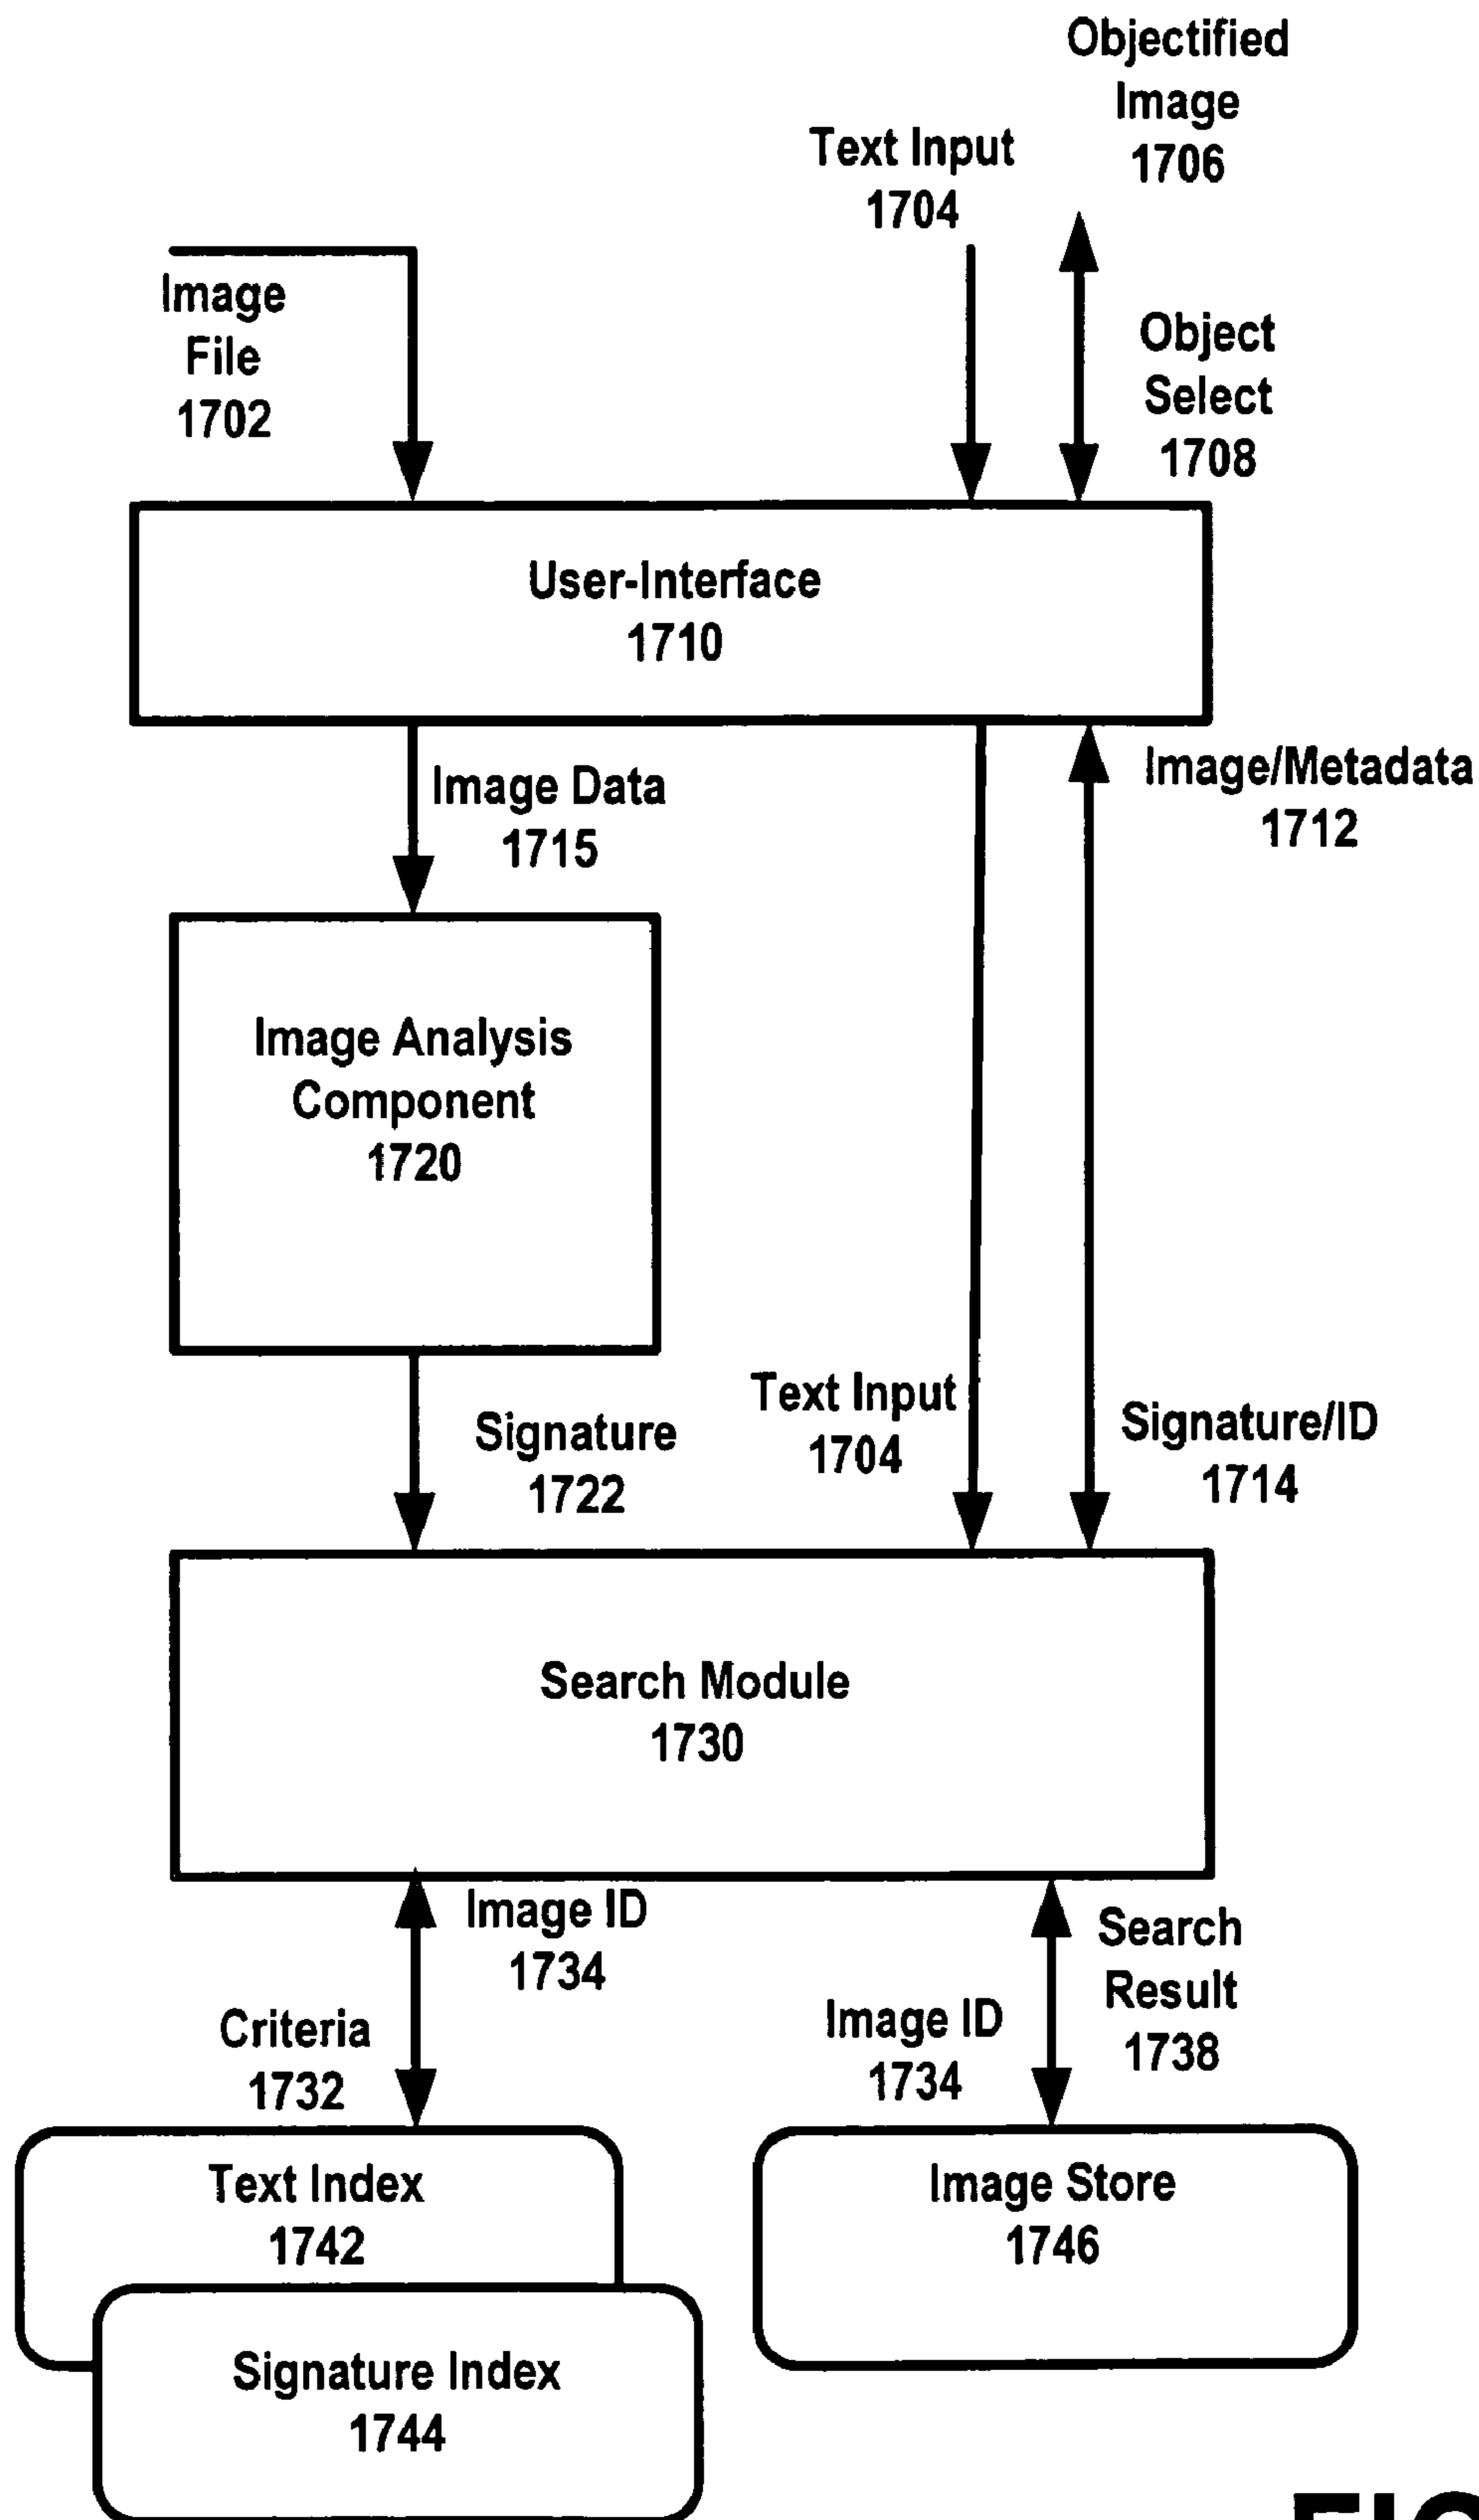 Objectified
Image
1706
Text Input
1704
Image
File
1702
Object
Select
1708
User-Interface
1710
Image Data
1715
Image/Metadata
1712
Image Analysis
Component
1720
Signature
1722
Text Input
1704
Signature/ID
1714
Search Module
1730
Image ID
1734
Criteria
1732
Search
Result
1738
Image ID
1734
Text Index
1742
Image Store
1746
Signature Index
1744